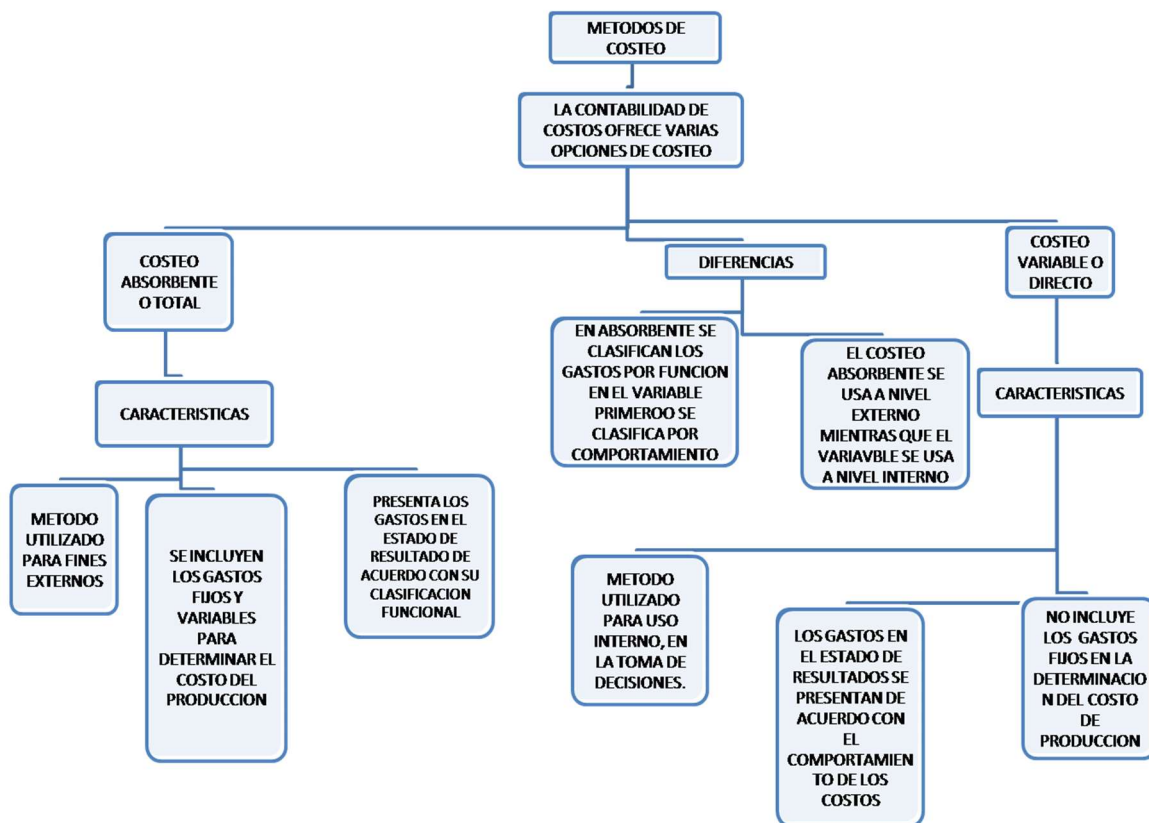 METODOS DE
COSTEO
LA CONTABILIDAD DE
COSTOS OFRECE VARIAS
OPCIONES DE COSTEO
COSTEO
ABSORBENTE
O TOTAL
DIFERENCIAS
COSTEO
VARIABLE O
DIRECTO
CARACTERISTICAS
EN ABSORBENTE SE
CLASIFICAN LOS
GASTOS POR FUNCION
EN EL VARIABLE
PRIMEROO SE
CLASIFICA POR
COMPORTAMIENTO
EL COSTEO
ABSORBENTE SE
USA A NIVEL
EXTERNO
MIENTRAS QUE EL
VARIAVBLE SE USA
A NIVEL INTERNO
CARACTERISTICAS
METODO
UTILIZADO
PARA FINES
EXTERNOS
SE INCLUYEN
LOS GASTOS
FIJOS Y
VARIABLES
PARA
DETERMINAR EL
COSTO DEL
PRODUCCION
PRESENTA LOS
GASTOS EN EL
ESTADO DE
RESULTADO DE
ACUERDO CON SU
CLASIFICACION
FUNCIONAL
METODO
UTILIZADO
PARA USO
INTERNO, EN
LA TOMA DE
DECISIONES.
LOS GASTOS EN
EL ESTADO DE
RESULTADOS SE
PRESENTAN DE
ACUERDO CON
EL
COMPORTAMIEN
TO DE LOS
COSTOS
NO INCLUYE
LOS GASTOS
FIJOS EN LA
DETERMINACIO
N DEL COSTO
DE
PRODUCCION